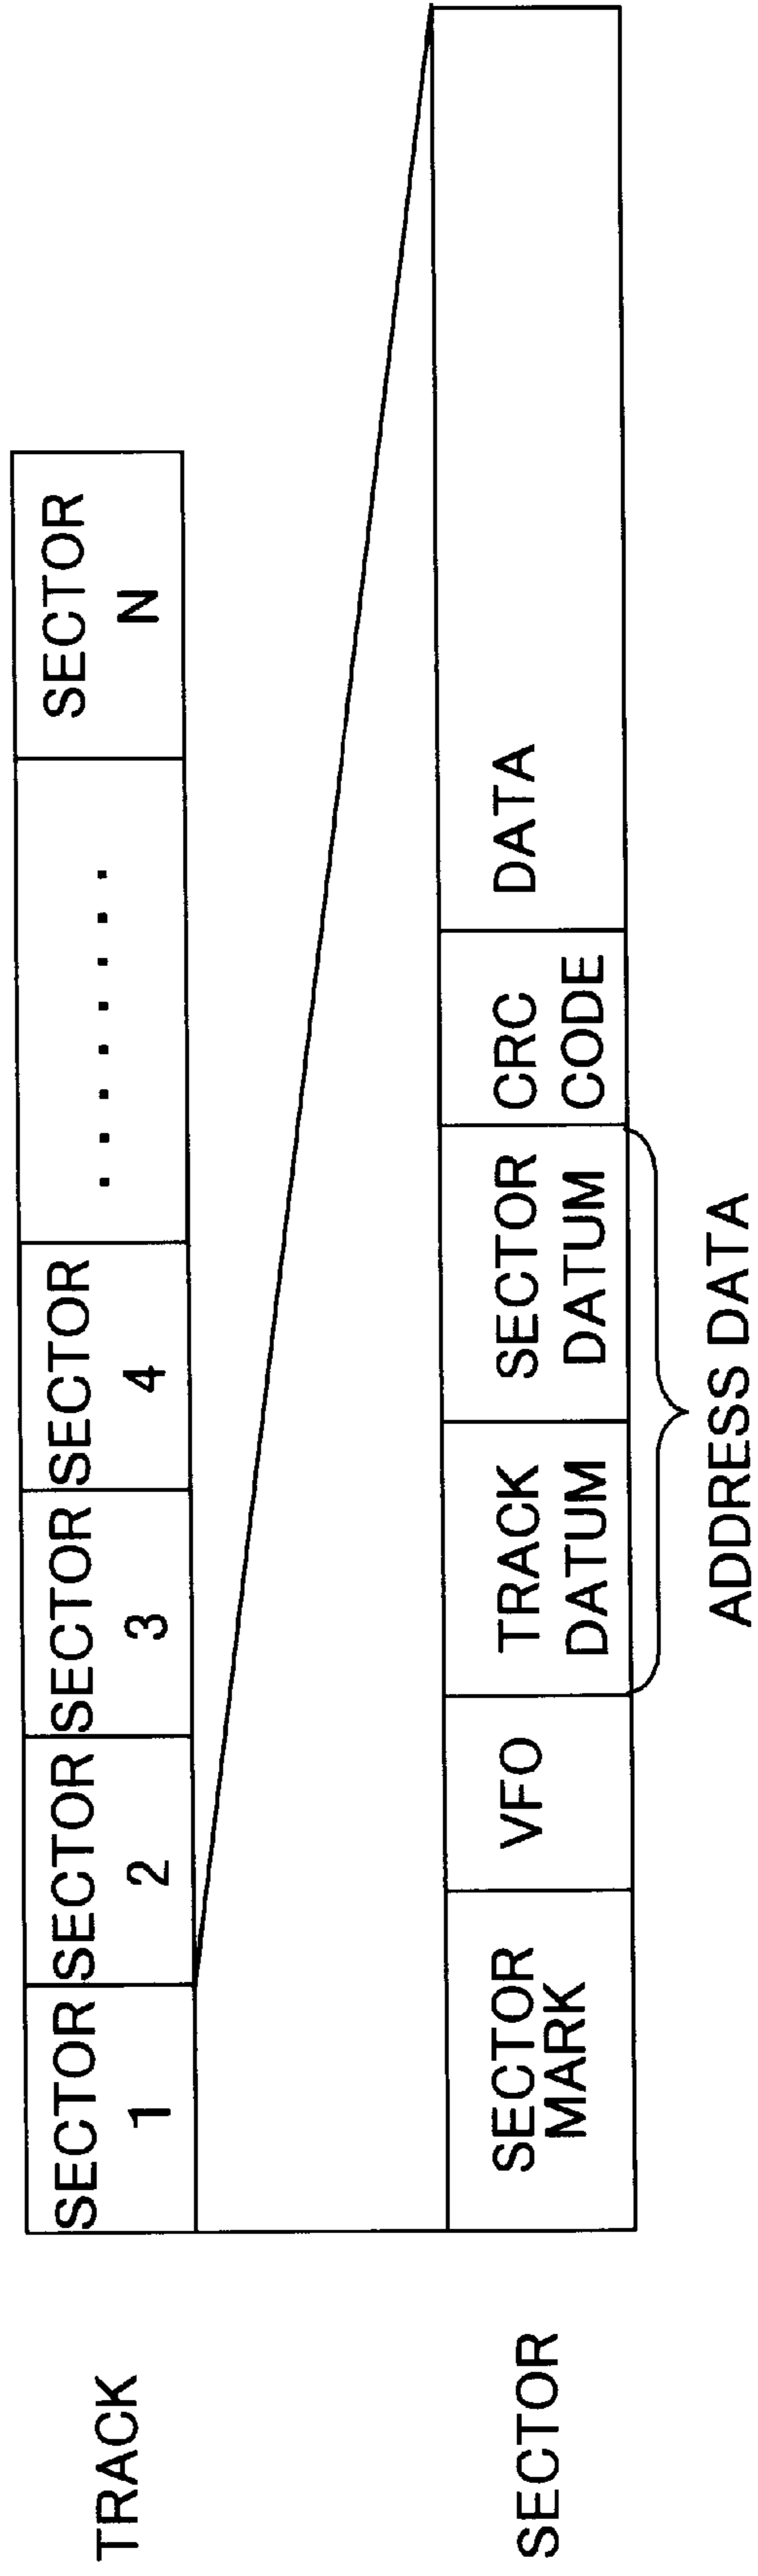 TRACK
SECTOR
1
SECTOR
2
SECTOR
3
SECTOR
4
. . . . . . . .
SECTOR
N
SECTOR
SECTOR
MARK
VFO
TRACK
DATUM
SECTOR
DATUM
CRC
CODE
DATA
ADDRESS DATA